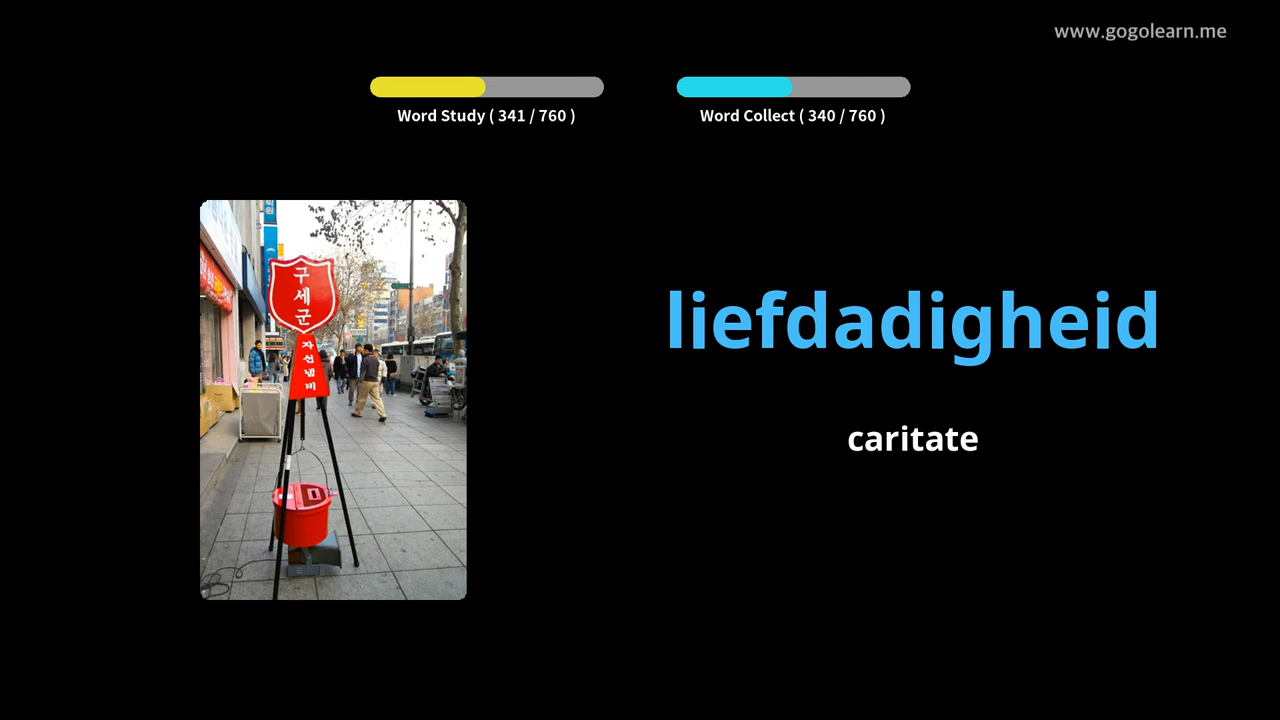 www.gogolearn.me
Word Study ( 341 / 760 )
Word Collect ( 340 / 760 )
구세군
자선냄비
liefdadigheid
caritate